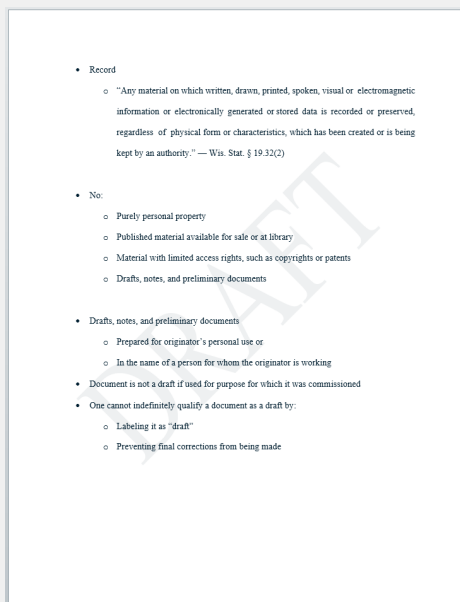 • Record
o "Any material on which written, drawn, printed, spoken, visual or electromagnetic
information or electronically generated or stored data is recorded or preserved,
regardless of physical form or characteristics, which has been created or is being
kept by an authority." — Wis. Stat. § 19.32(2)
• No:
o Purely personal property
o Published material available for sale or at library
o Material with limited access rights, such as copyrights or patents
o Drafts, notes, and preliminary documents
• Drafts, notes, and preliminary documents
o Prepared for originator's personal use or
o In the name of a person for whom the originator is working
• Document is not a draft if used for purpose for which it was commissioned
• One cannot indefinitely qualify a document as a draft by:
o Labeling it as "draft"
o Preventing final corrections from being made
DRAFT